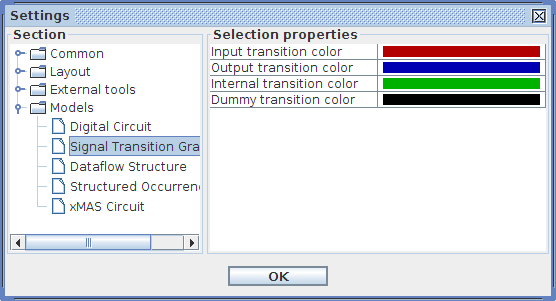 Settings
Section
Common
Layout
External tools
Models
Digital Circuit
Signal Transition Gra
Dataflow Structure
Structured Occurren
xMAS Circuit
Selection properties
Input transition color
Output transition color
Internal transition color
Dummy transition color
OK